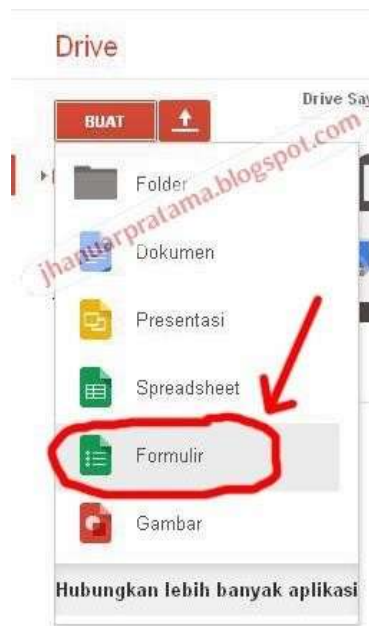 Drive
BUAT
Drive Say
Folder
jhanuarpratama.blogspot.com
Dokumen
Presentasi
Spreadsheet
Formulir
Gambar
Hubungkan lebih banyak aplikasi